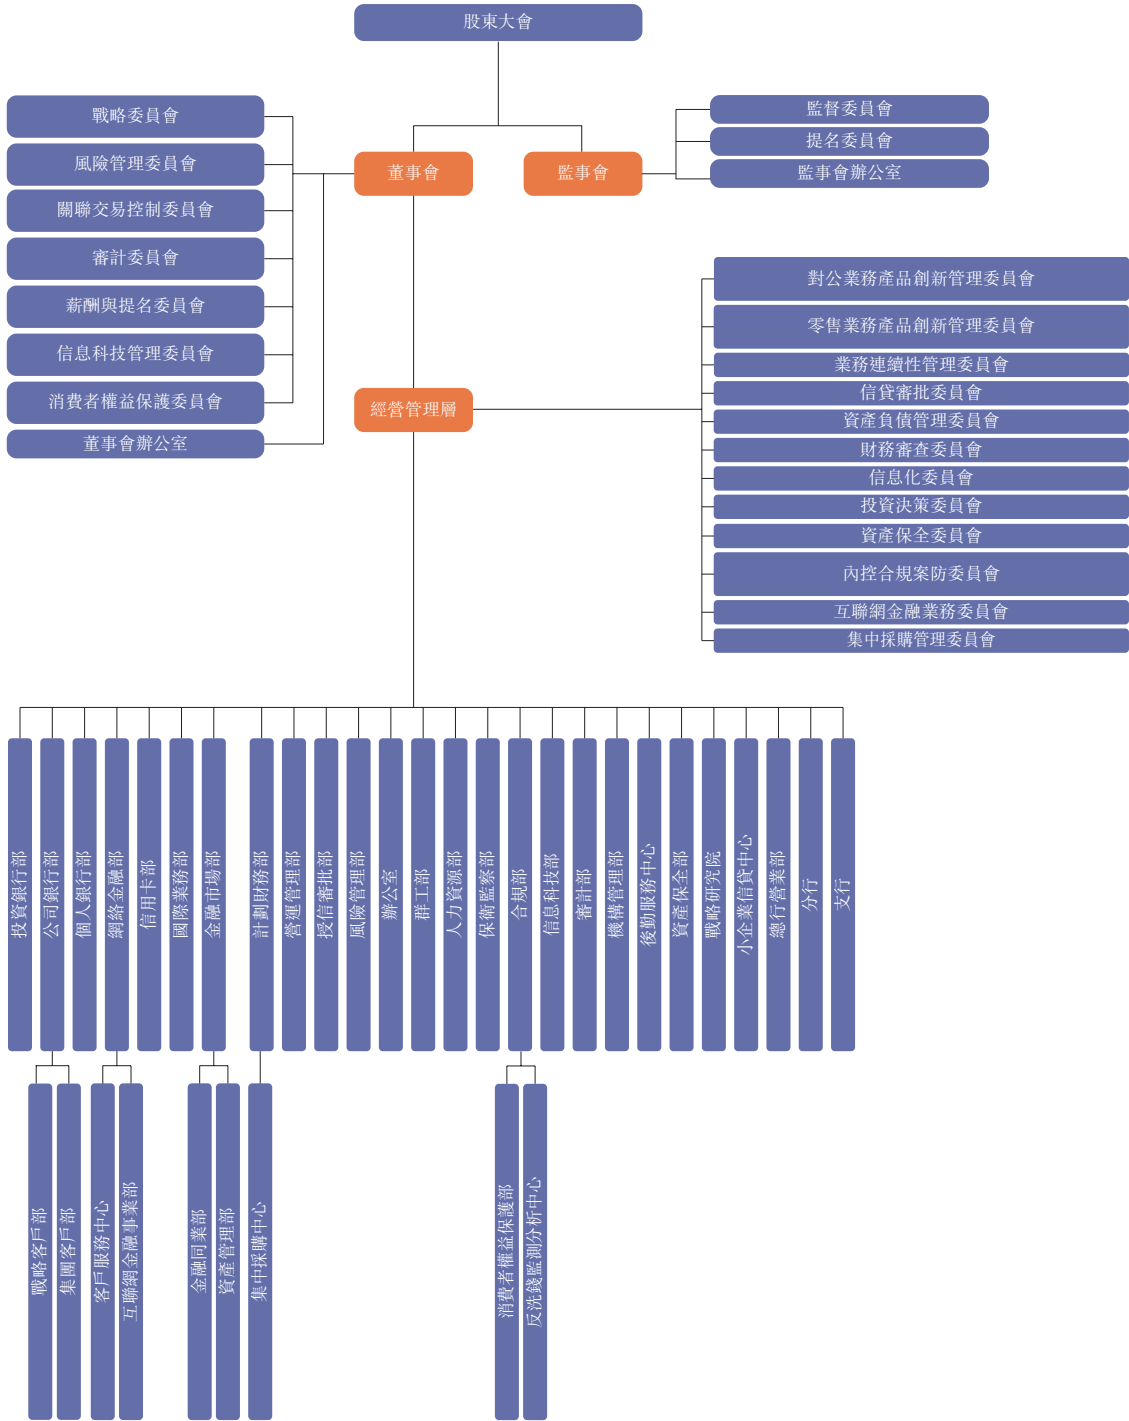 股東大會
戰略委員會
風險管理委員會
關聯交易控制委員會
審計委員會
薪酬與提名委員會
信息科技管理委員會
消費者權益保護委員會
董事會辦公室
董事會
監事會
監督委員會
提名委員會
監事會辦公室
經營管理層
對公業務產品創新管理委員會
零售業務產品創新管理委員會
業務連續性管理委員會
信貸審批委員會
資產負債管理委員會
財務審查委員會
信息化委員會
投資決策委員會
資產保全委員會
內控合規案防委員會
互聯網金融業務委員會
集中採購管理委員會
投資銀行部
公司銀行部
個人銀行部
網絡金融部
信用卡部
國際業務部
金融市場部
計劃財務部
營運管理部
授信審批部
風險管理部
辦公室
群工部
人力資源部
保衛監察部
合規部
信息科技部
審計部
機構管理部
後勤服務中心
資產保全部
戰略研究院
小企業信貸中心
總行營業部
分行
支行
戰略客戶部
集團客戶部
客戶服務中心
互聯網金融事業部
金融同業部
資產管理部
集中採購中心
消費者權益保護部
反洗錢監測分析中心